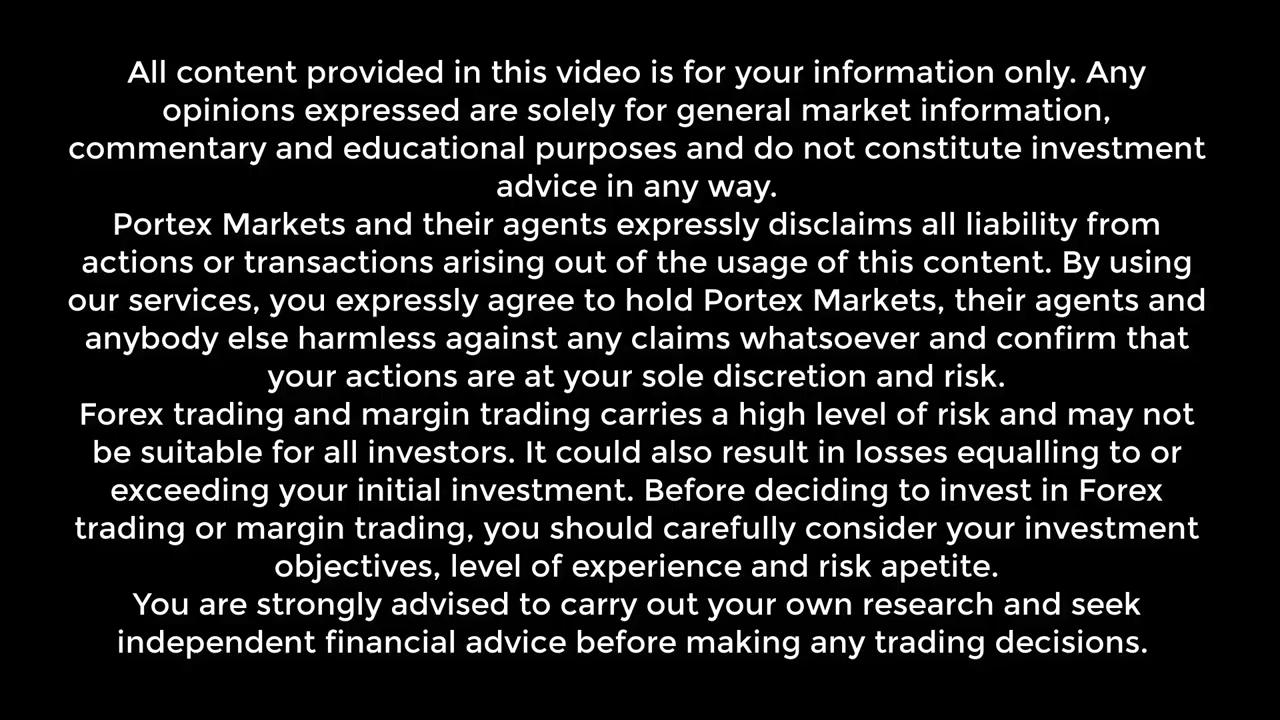 All content provided in this video is for your information only. Any
opinions expressed are solely for general market information,
commentary and educational purposes and do not constitute investment
advice in any way.
Portex Markets and their agents expressly disclaims all liability from
actions or transactions arising out of the usage of this content. By using
our services, you expressly agree to hold Portex Markets, their agents and
anybody else harmless against any claims whatsoever and confirm that
your actions are at your sole discretion and risk.
Forex trading and margin trading carries a high level of risk and may not
be suitable for all investors. It could also result in losses equalling to or
exceeding your initial investment. Before deciding to invest in Forex
trading or margin trading, you should carefully consider your investment
objectives, level of experience and risk apetite.
You are strongly advised to carry out your own research and seek
independent financial advice before making any trading decisions.